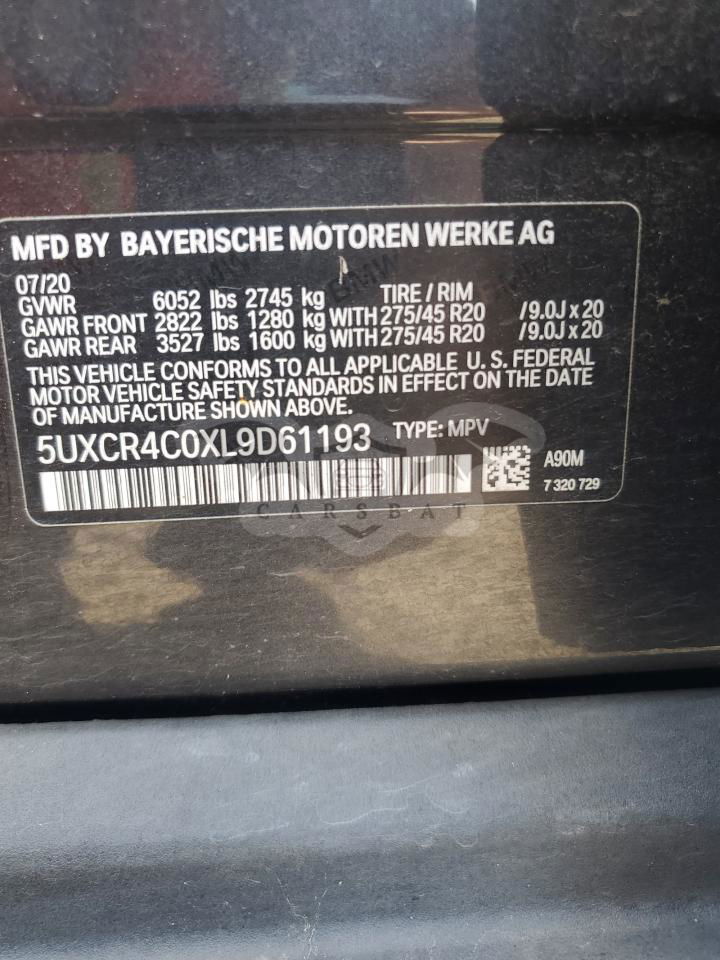 MFD BY BAYERISCHE MOTOREN WERKE AG
07/20
GVWR 6052 lbs 2745 kg TIRE / RIM
GAWR FRONT 2822 lbs 1280 kg WITH 275/45 R20 /9.0J x 20
GAWR REAR 3527 lbs 1600 kg WITH 275/45 R20 /9.0J x 20
THIS VEHICLE CONFORMS TO ALL APPLICABLE U. S. FEDERAL
MOTOR VEHICLE SAFETY STANDARDS IN EFFECT ON THE DATE
OF MANUFACTURE SHOWN ABOVE.
5UXCR4C0XL9D61193 TYPE: MPV
A90M
7 320 729
CARSBAT
BMW